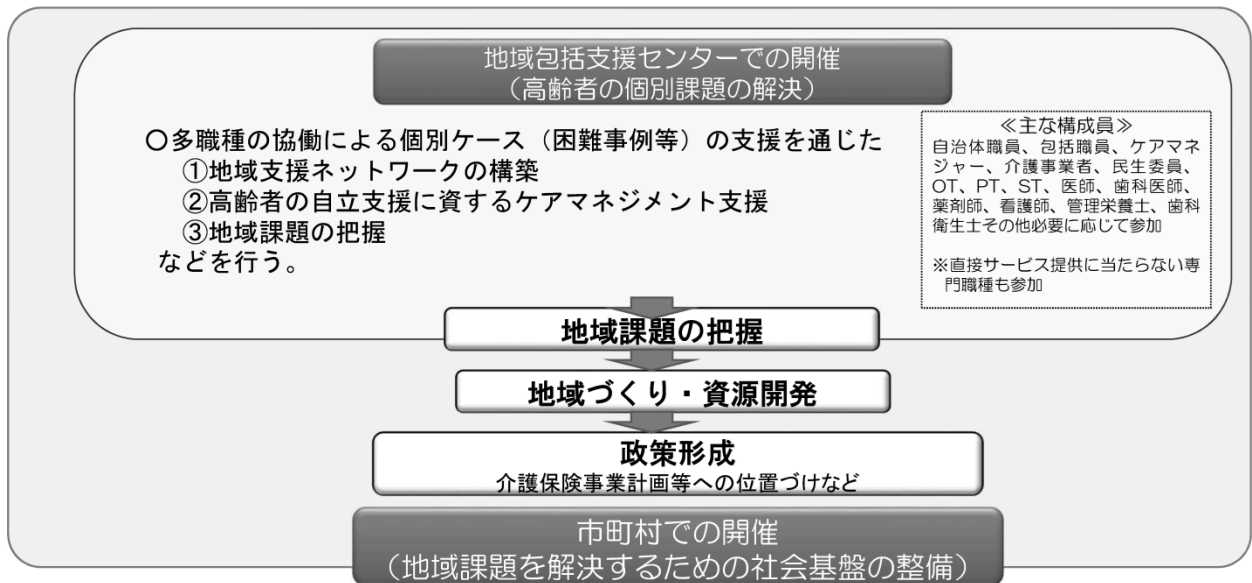 地域包括支援センターでの開催
（高齢者の個別課題の解決）
〇多職種の協働による個別ケース（困難事例等）の支援を通じた
①地域支援ネットワークの構築
②高齢者の自立支援に資するケアマネジメント支援
③地域課題の把握
などを行う。
≪主な構成員≫
自治体職員、包括職員、ケアマネ
ジャー、介護事業者、民生委員、
OT、PT、ST、医師、歯科医師、
薬剤師、看護師、管理栄養士、歯科
衛生士その他必要に応じて参加
※直接サービス提供に当たらない専
門職種も参加
地域課題の把握
地域づくり・資源開発
政策形成
介護保険事業計画等への位置づけなど
市町村での開催
（地域課題を解決するための社会基盤の整備）